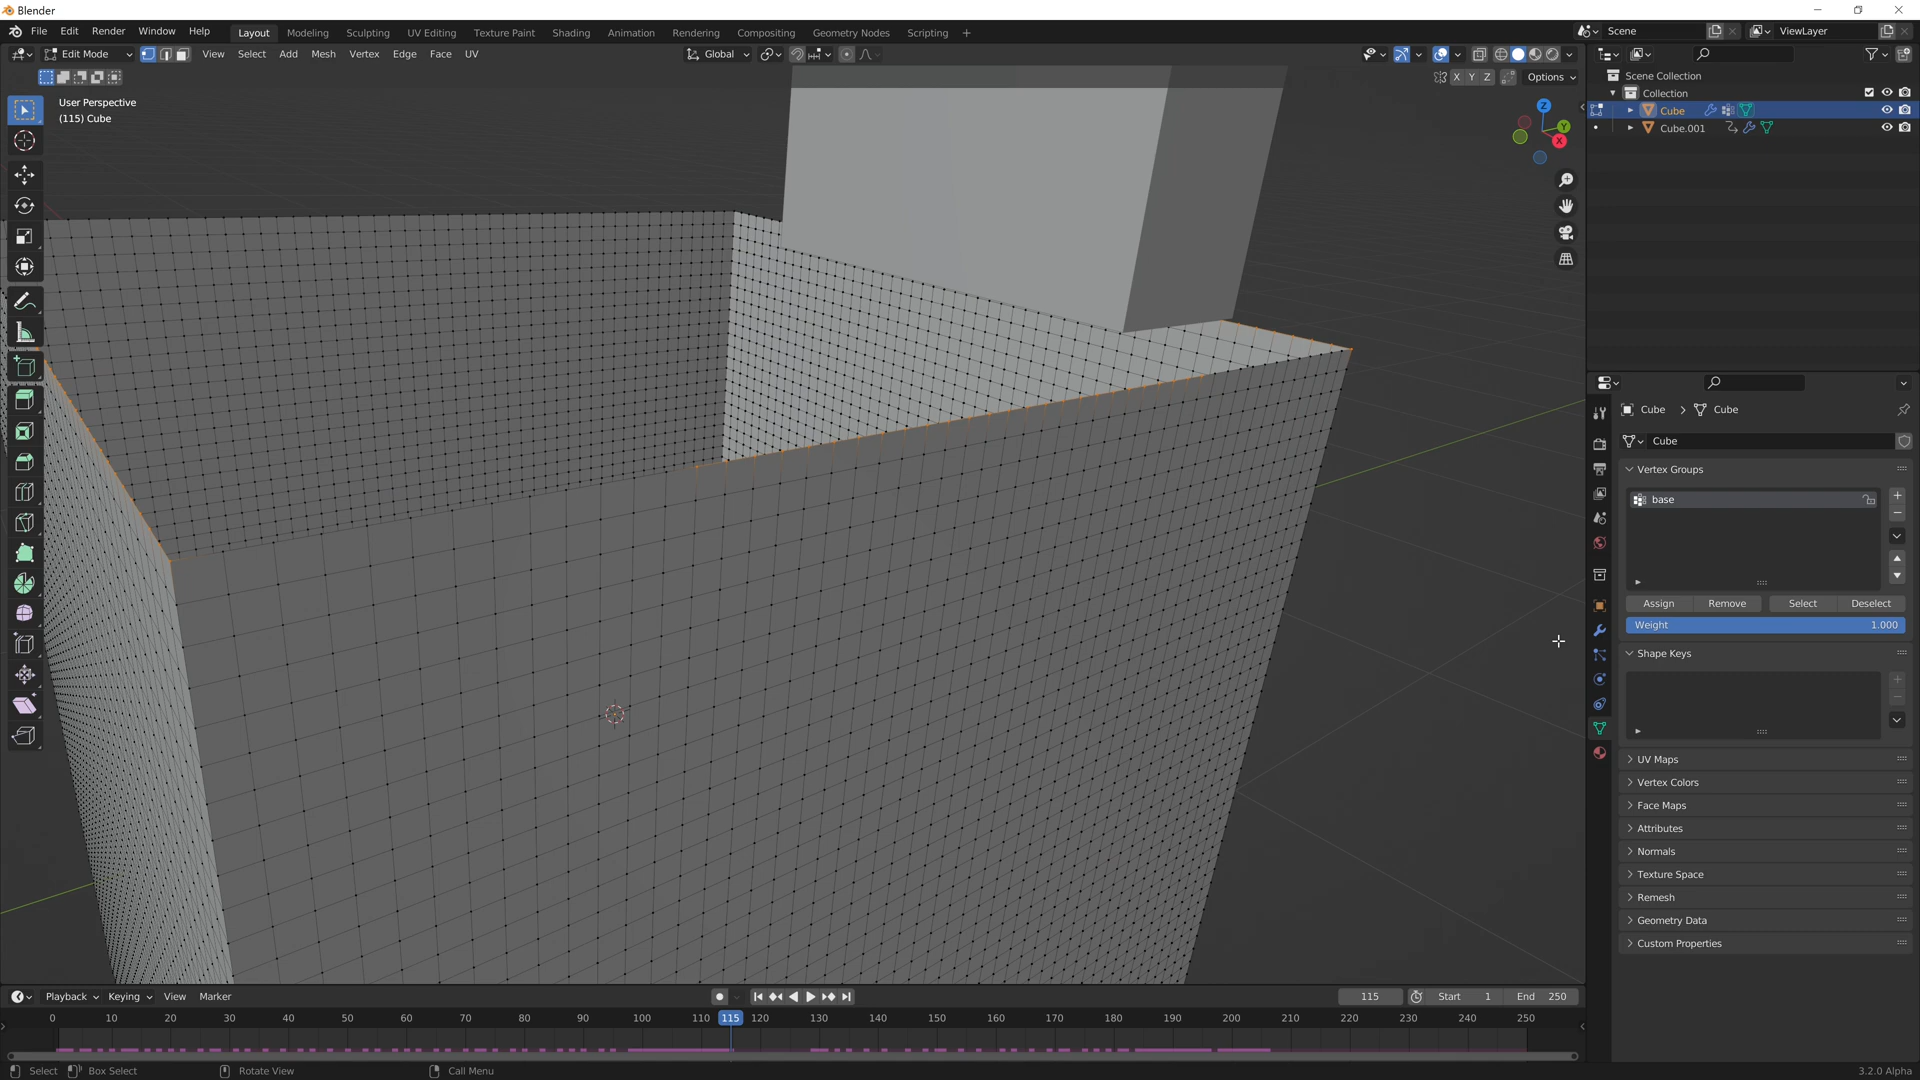 Blender
File Edit Render Window Help
Layout Modeling Sculpting UV Editing Texture Paint Shading Animation Rendering Compositing Geometry Nodes Scripting +
Scene
ViewLayer
Edit Mode View Select Add Mesh Vertex Edge Face UV
Global
X Y Z Options
User Perspective
(115) Cube
Z
Y
X
Scene Collection
Collection
Cube
Cube.001
Cube > Cube
Cube
Vertex Groups
base
Assign Remove Select Deselect
Weight 1.000
Shape Keys
UV Maps
Vertex Colors
Face Maps
Attributes
Normals
Texture Space
Remesh
Geometry Data
Custom Properties
Playback Keying View Marker
115 Start 1 End 250
0 10 20 30 40 50 60 70 80 90 100 110 115 120 130 140 150 160 170 180 190 200 210 220 230 240 250
Select Box Select Rotate View Call Menu
3.2.0 Alpha